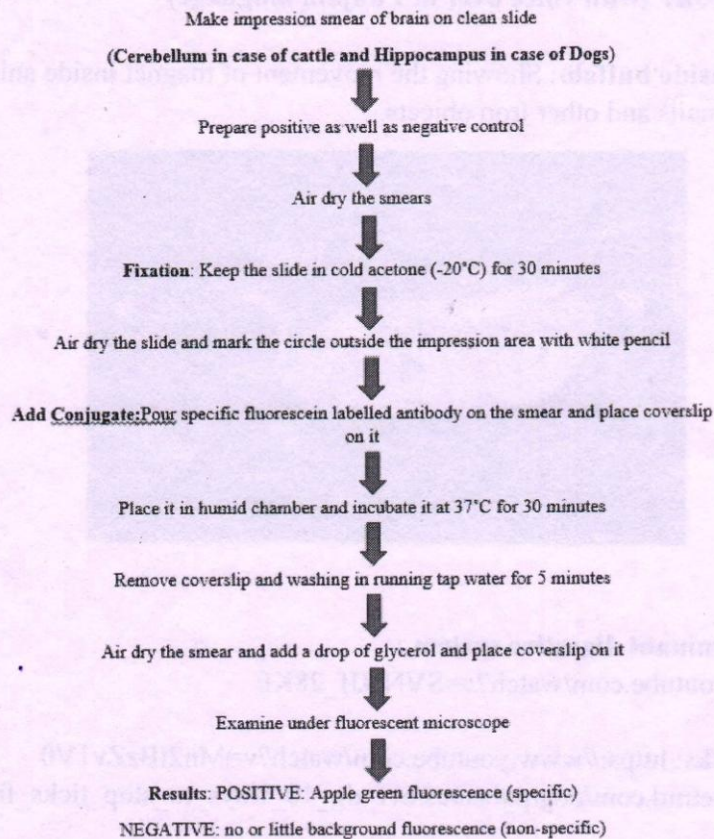 Make impression smear of brain on clean slide
(Cerebellum in case of cattle and Hippocampus in case of Dogs)
Prepare positive as well as negative control
Air dry the smears
Fixation: Keep the slide in cold acetone (-20°C) for 30 minutes
Air dry the slide and mark the circle outside the impression area with white pencil
Add Conjugate:Pour specific fluorescein labelled antibody on the smear and place coverslip
on it
Place it in humid chamber and incubate it at 37°C for 30 minutes
Remove coverslip and washing in running tap water for 5 minutes
Air dry the smear and add a drop of glycerol and place coverslip on it
Examine under fluorescent microscope
Results: POSITIVE: Apple green fluorescence (specific)
NEGATIVE: no or little background fluorescence (non-specific)